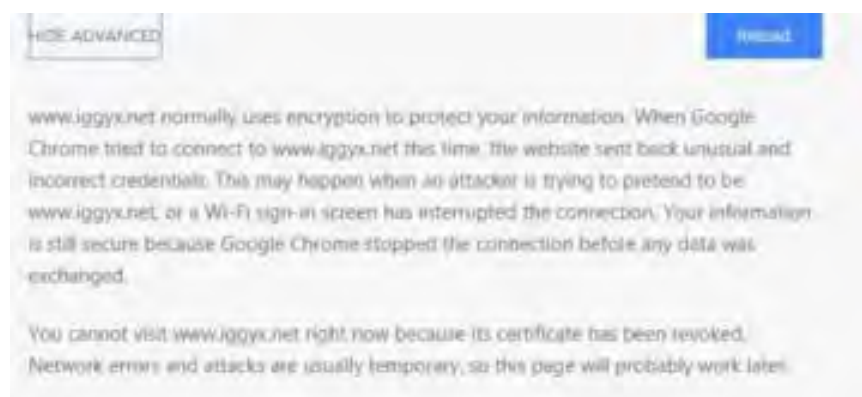 HIDE ADVANCED
Reload
www.iggyx.net normally uses encryption to protect your information. When Google
Chrome tried to connect to www.iggyx.net this time, the website sent back unusual and
incorrect credentials. This may happen when an attacker is trying to pretend to be
www.iggyx.net, or a Wi-Fi sign-in screen has interrupted the connection. Your information
is still secure because Google Chrome stopped the connection before any data was
exchanged.
You cannot visit www.iggyx.net right now because its certificate has been revoked.
Network errors and attacks are usually temporary, so this page will probably work later.